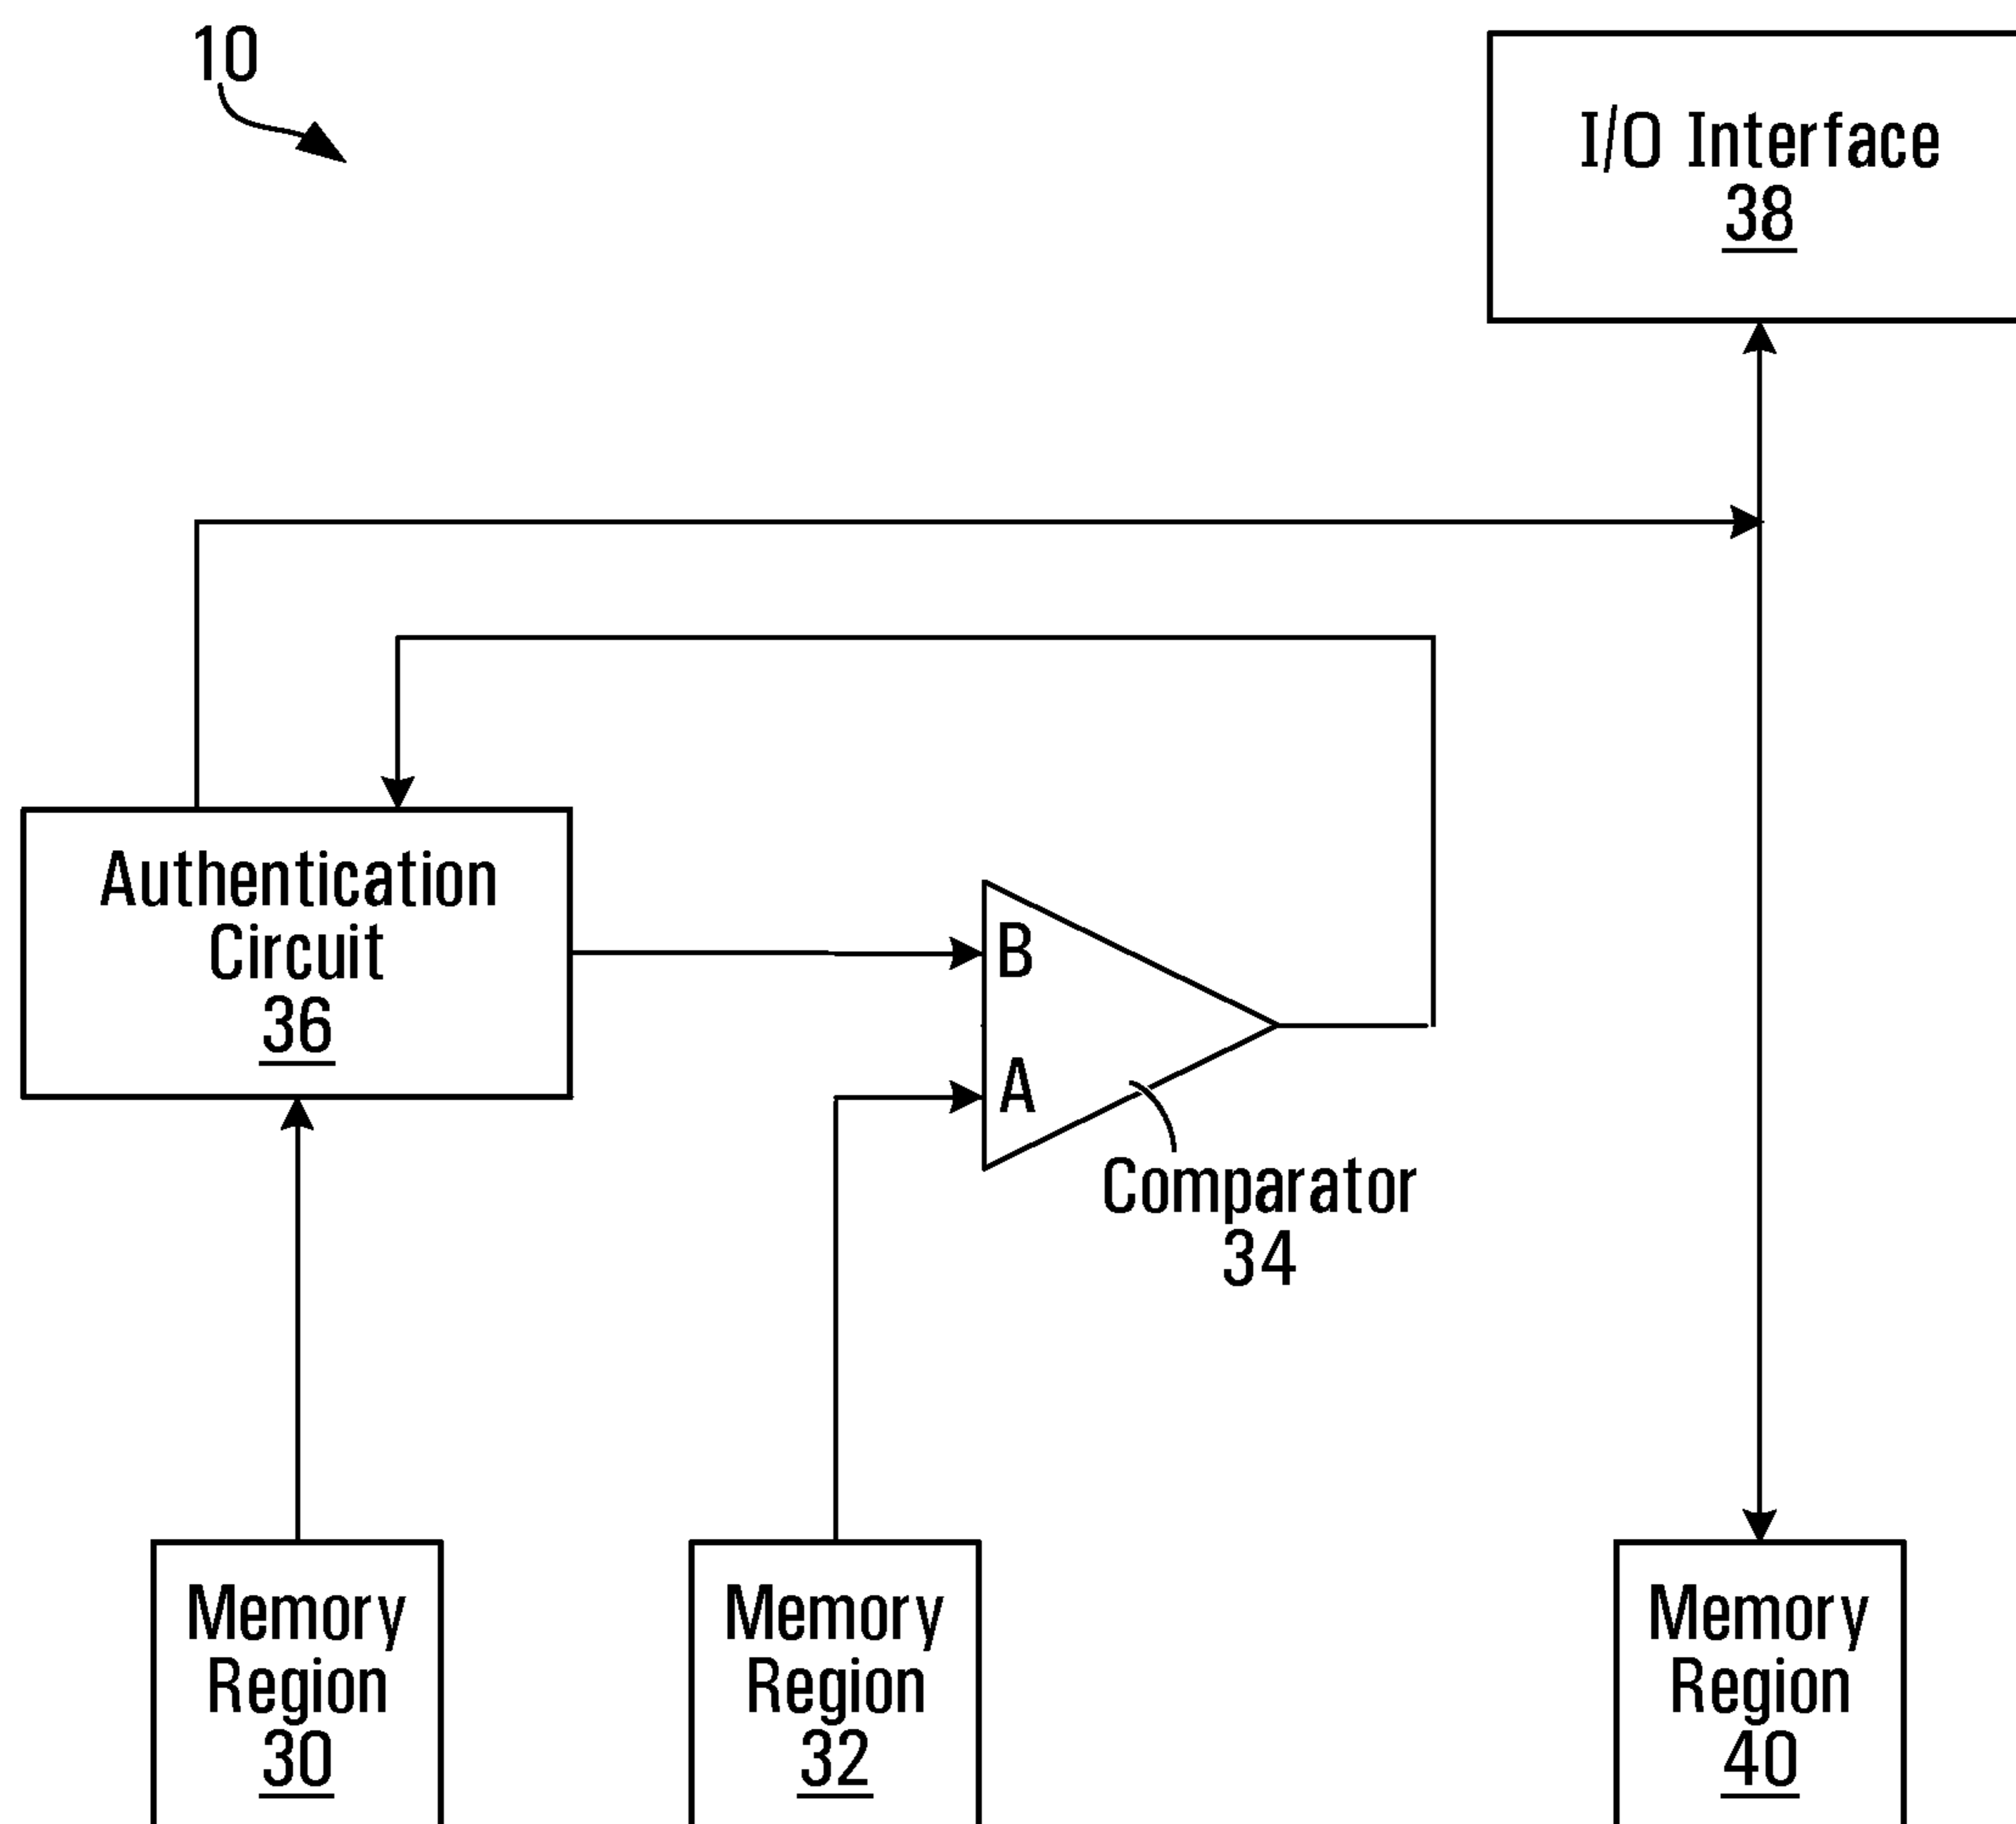 10
I/O Interface
38
Authentication
Circuit
36
B
A
Comparator
34
Memory
Region
30
Memory
Region
32
Memory
Region
40